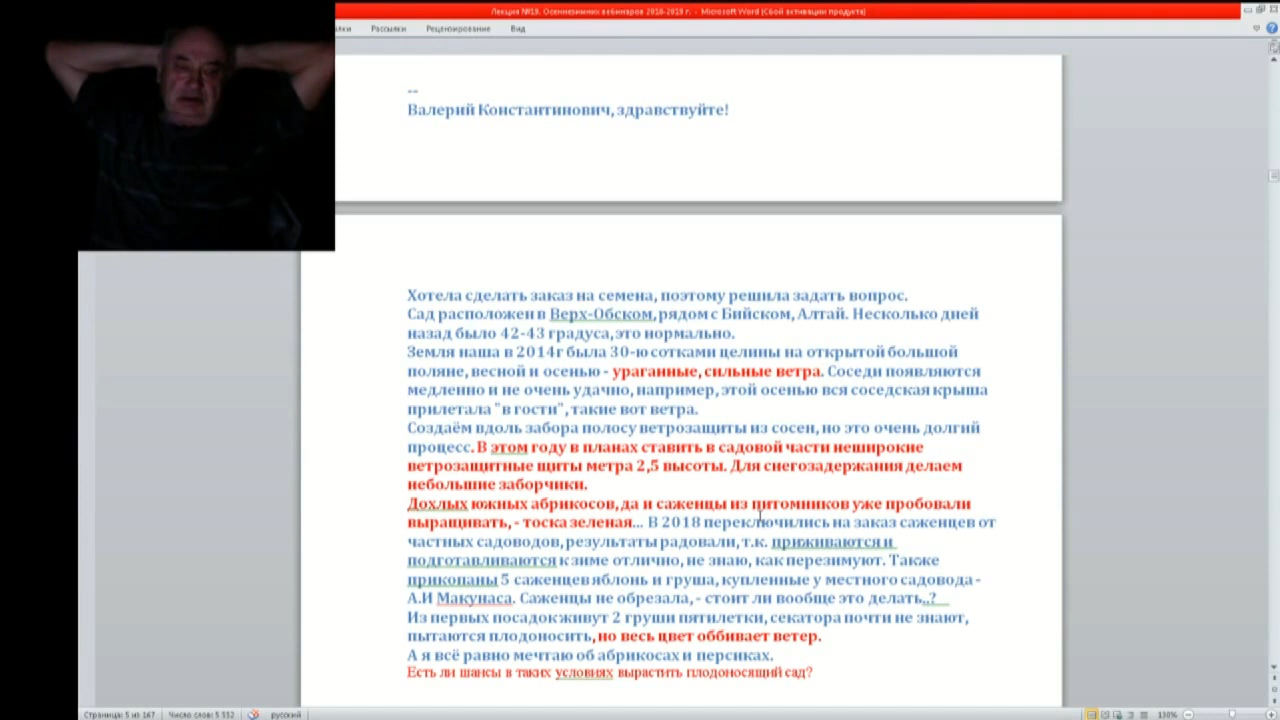 Лекция №19. Осеннезимних вебинаров 2018-2019 г. - Microsoft Word (Сбой активации продукта)
лки Рассылки Рецензирование Вид
--
Валерий Константинович, здравствуйте!
Хотела сделать заказ на семена, поэтому решила задать вопрос.
Сад расположен в Верх-Обском, рядом с Бийском, Алтай. Несколько дней
назад было 42-43 градуса, это нормально.
Земля наша в 2014г была 30-ю сотками целины на открытой большой
поляне, весной и осенью - ураганные, сильные ветра. Соседи появляются
медленно и не очень удачно, например, этой осенью вся соседская крыша
прилетала "в гости", такие вот ветра.
Создаём вдоль забора полосу ветрозащиты из сосен, но это очень долгий
процесс. В этом году в планах ставить в садовой части неширокие
ветрозащитные щиты метра 2,5 высоты. Для снегозадержания делаем
небольшие заборчики.
Дохлых южных абрикосов, да и саженцы из питомников уже пробовали
выращивать, - тоска зеленая... В 2018 переключились на заказ саженцев от
частных садоводов, результаты радовали, т.к. приживаются и
подготавливаются к зиме отлично, не знаю, как перезимуют. Также
прикопаны 5 саженцев яблонь и груша, купленные у местного садовода -
А.И Макунаса. Саженцы не обрезала, - стоит ли вообще это делать..?
Из первых посадок живут 2 груши пятилетки, секатора почти не знают,
пытаются плодоносить, но весь цвет оббивает ветер.
А я всё равно мечтаю об абрикосах и персиках.
Есть ли шансы в таких условиях вырастить плодоносящий сад?
Страница: 5 из 167 Число слов: 5 332 русский 130%